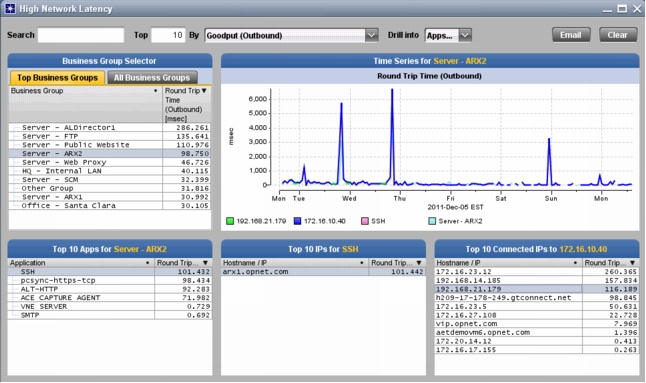 High Network Latency
Search Top 10 By Goodput (Outbound) Drill into Apps... Email Clear
Business Group Selector
Top Business Groups All Business Groups
Business Group Round Trip Time (Outbound) [msec]
Server - ALDirector1 286.261
Server - FTP 135.641
Server - Public Website 110.976
Server - ARX2 98.750
Server - Web Proxy 46.726
HQ - Internal LAN 40.115
Server - SCM 32.399
Other Group 31.816
Server - ARX1 30.992
Office - Santa Clara 30.105
Time Series for Server - ARX2
Round Trip Time (Outbound)
msec
6,000
5,000
4,000
3,000
2,000
1,000
0
Mon Tue Wed Thu Fri Sat Sun Mon
2011-Dec-05 EST
192.168.21.179 172.16.10.40 SSH Server - ARX2
Top 10 Apps for Server - ARX2
Application Round Trip...
SSH 101.432
pcsync-https-tcp 98.434
ALT-HTTP 92.283
ACE CAPTURE AGENT 71.982
VNE SERVER 0.729
SMTP 0.692
Top 10 IPs for SSH
Hostname / IP Round Trip...
arx1.opnet.com 101.442
Top 10 Connected IPs to 172.16.10.40
Hostname / IP Round Trip...
172.16.23.12 260.365
192.168.14.185 157.834
192.168.21.179 116.189
h209-17-178-249.gtconnect.net 98.845
172.16.23.5 50.631
172.16.27.108 22.728
vip.opnet.com 7.969
aetdemovm6.opnet.com 1.396
172.20.14.12 0.413
172.16.17.155 0.263